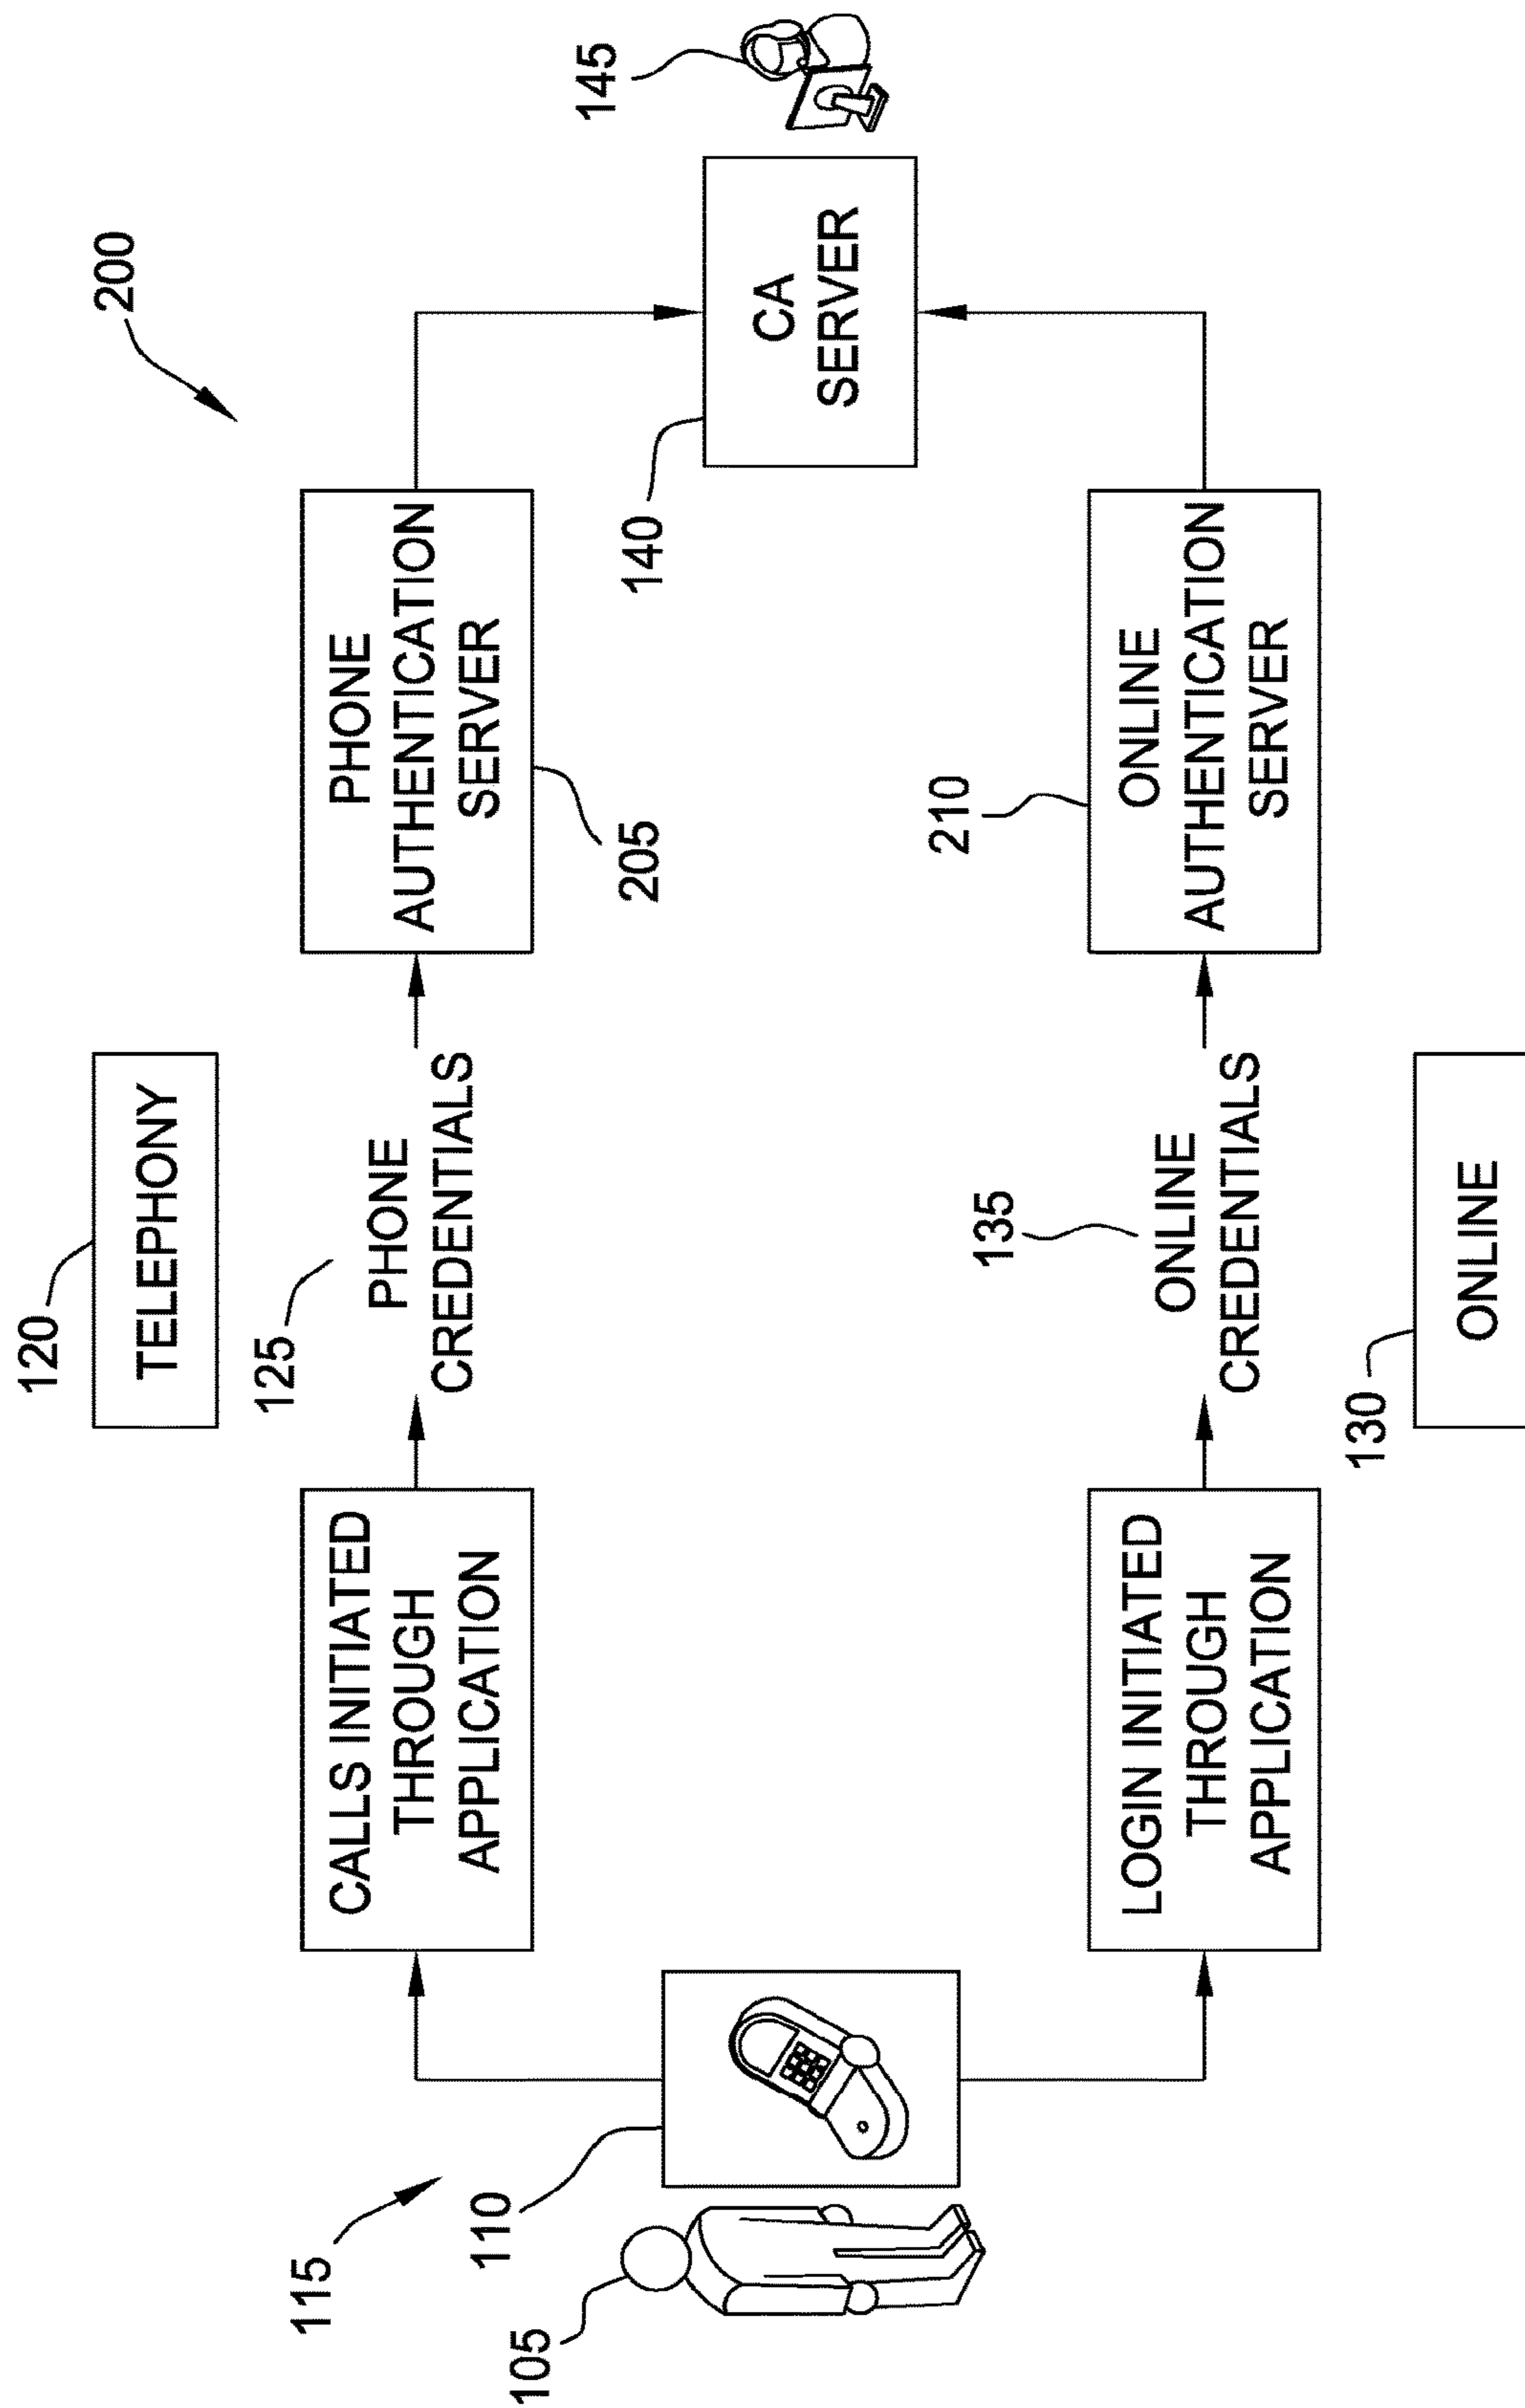 120
TELEPHONY
200
115
CALLS INITIATED
THROUGH
APPLICATION
125
PHONE
CREDENTIALS
PHONE
AUTHENTICATION
SERVER
205
105
110
140
CA
SERVER
145
LOGIN INITIATED
THROUGH
APPLICATION
135
ONLINE
CREDENTIALS
210
ONLINE
AUTHENTICATION
SERVER
130
ONLINE